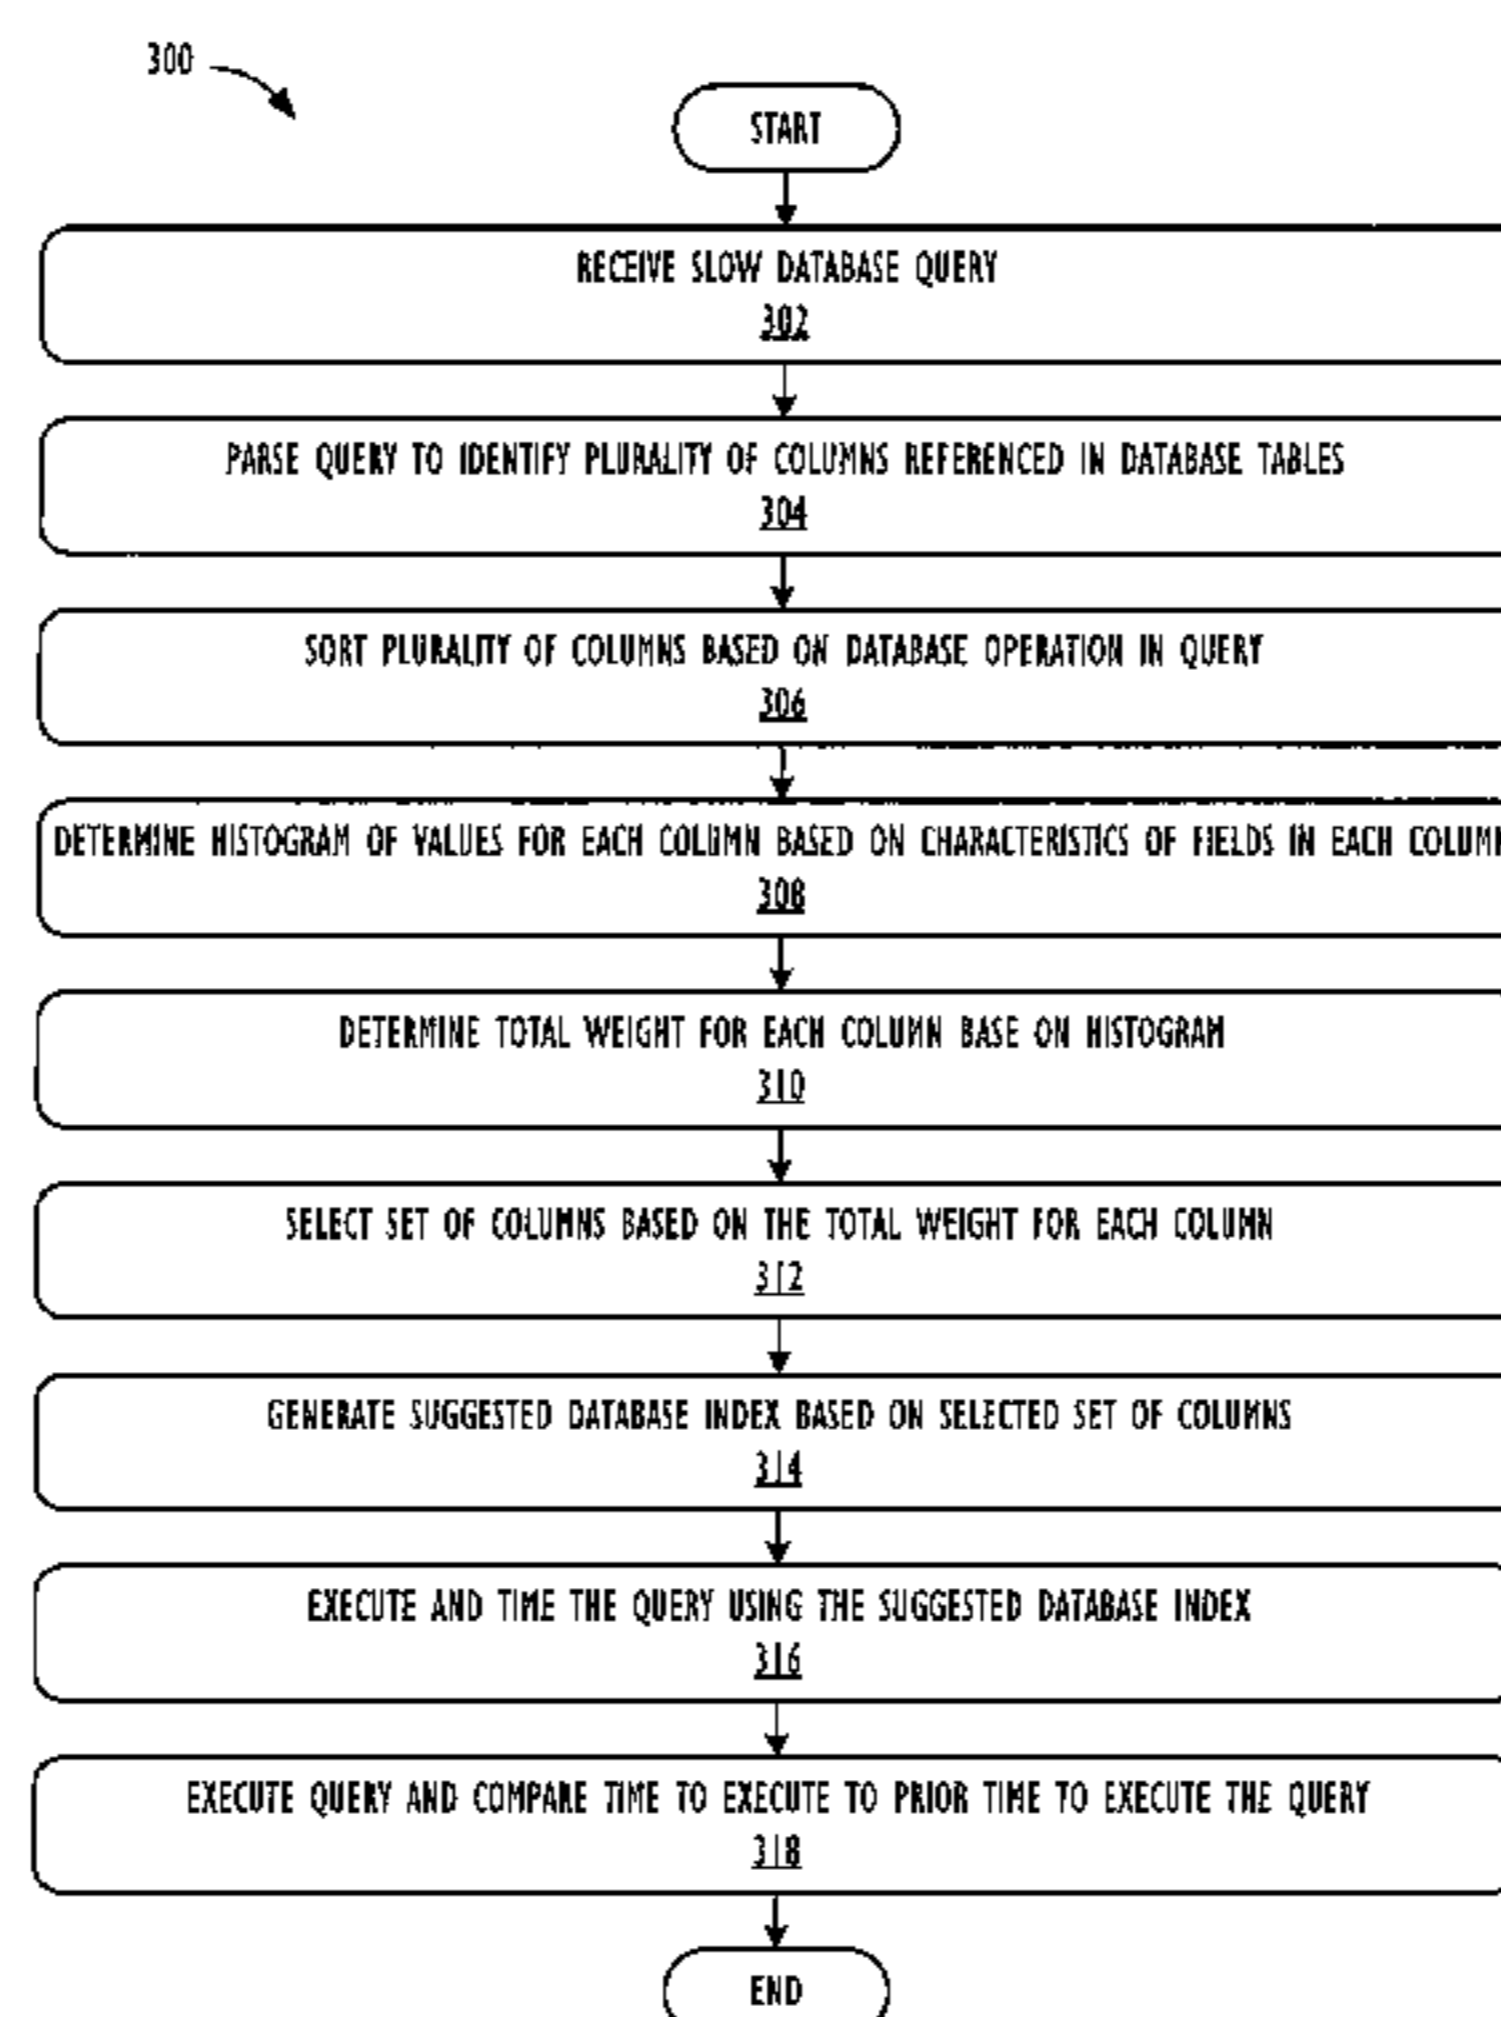 300
START
RECEIVE SLOW DATABASE QUERY
302
PARSE QUERY TO IDENTIFY PLURALITY OF COLUMNS REFERENCED IN DATABASE TABLES
304
SORT PLURALITY OF COLUMNS BASED ON DATABASE OPERATION IN QUERY
306
DETERMINE HISTOGRAM OF VALUES FOR EACH COLUMN BASED ON CHARACTERISTICS OF FIELDS IN EACH COLUMN
308
DETERMINE TOTAL WEIGHT FOR EACH COLUMN BASE ON HISTOGRAM
310
SELECT SET OF COLUMNS BASED ON THE TOTAL WEIGHT FOR EACH COLUMN
312
GENERATE SUGGESTED DATABASE INDEX BASED ON SELECTED SET OF COLUMNS
314
EXECUTE AND TIME THE QUERY USING THE SUGGESTED DATABASE INDEX
316
EXECUTE QUERY AND COMPARE TIME TO EXECUTE TO PRIOR TIME TO EXECUTE THE QUERY
318
END